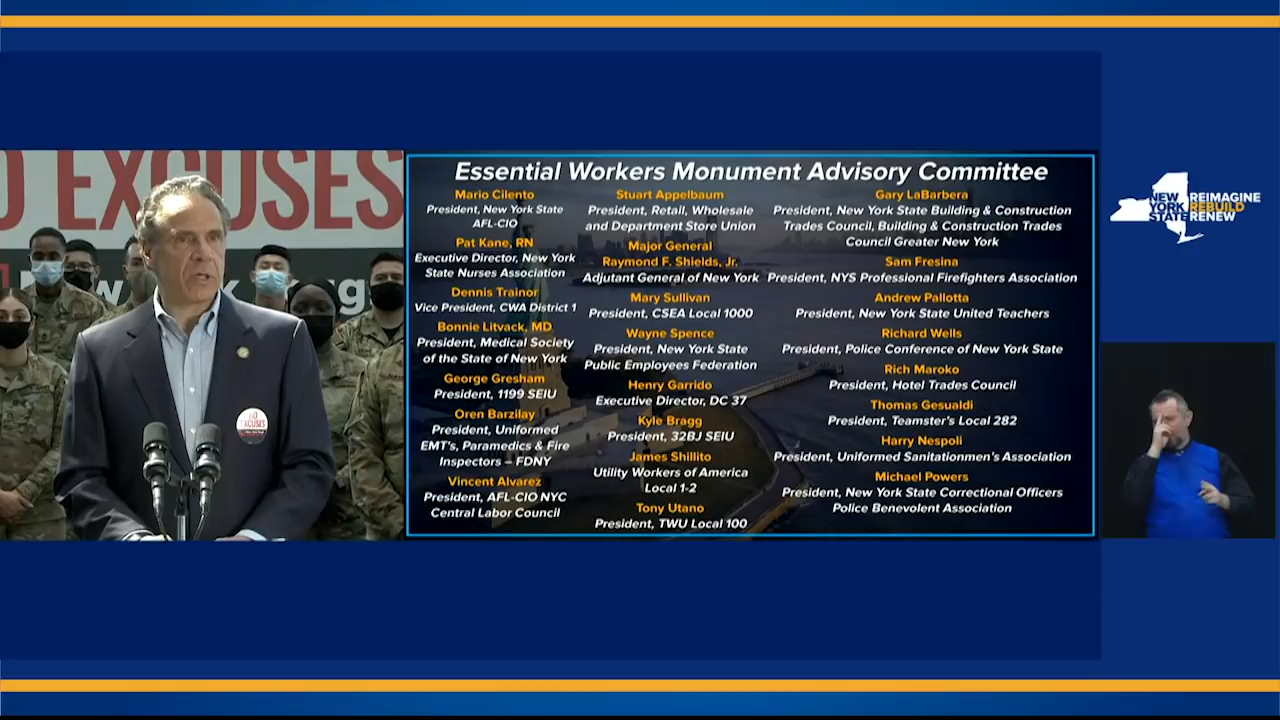 O EXCUSES
NO
EXCUSES
Essential Workers Monument Advisory Committee
Mario Cilento
President, New York State
AFL-CIO
Pat Kane, RN
Executive Director, New York
State Nurses Association
Dennis Trainor
Vice President, CWA District 1
Bonnie Litvack, MD
President, Medical Society
of the State of New York
George Gresham
President, 1199 SEIU
Oren Barzilay
President, Uniformed
EMT's, Paramedics & Fire
Inspectors – FDNY
Vincent Alvarez
President, AFL-CIO NYC
Central Labor Council
Stuart Appelbaum
President, Retail, Wholesale
and Department Store Union
Major General
Raymond F. Shields, Jr.
Adjutant General of New York
Mary Sullivan
President, CSEA Local 1000
Wayne Spence
President, New York State
Public Employees Federation
Henry Garrido
Executive Director, DC 37
Kyle Bragg
President, 32BJ SEIU
James Shillito
Utility Workers of America
Local 1-2
Tony Utano
President, TWU Local 100
Gary LaBarbera
President, New York State Building & Construction
Trades Council, Building & Construction Trades
Council Greater New York
Sam Fresina
President, NYS Professional Firefighters Association
Andrew Pallotta
President, New York State United Teachers
Richard Wells
President, Police Conference of New York State
Rich Maroko
President, Hotel Trades Council
Thomas Gesualdi
President, Teamster's Local 282
Harry Nespoli
President, Uniformed Sanitationmen's Association
Michael Powers
President, New York State Correctional Officers
Police Benevolent Association
NEW
YORK
STATE
REIMAGINE
REBUILD
RENEW